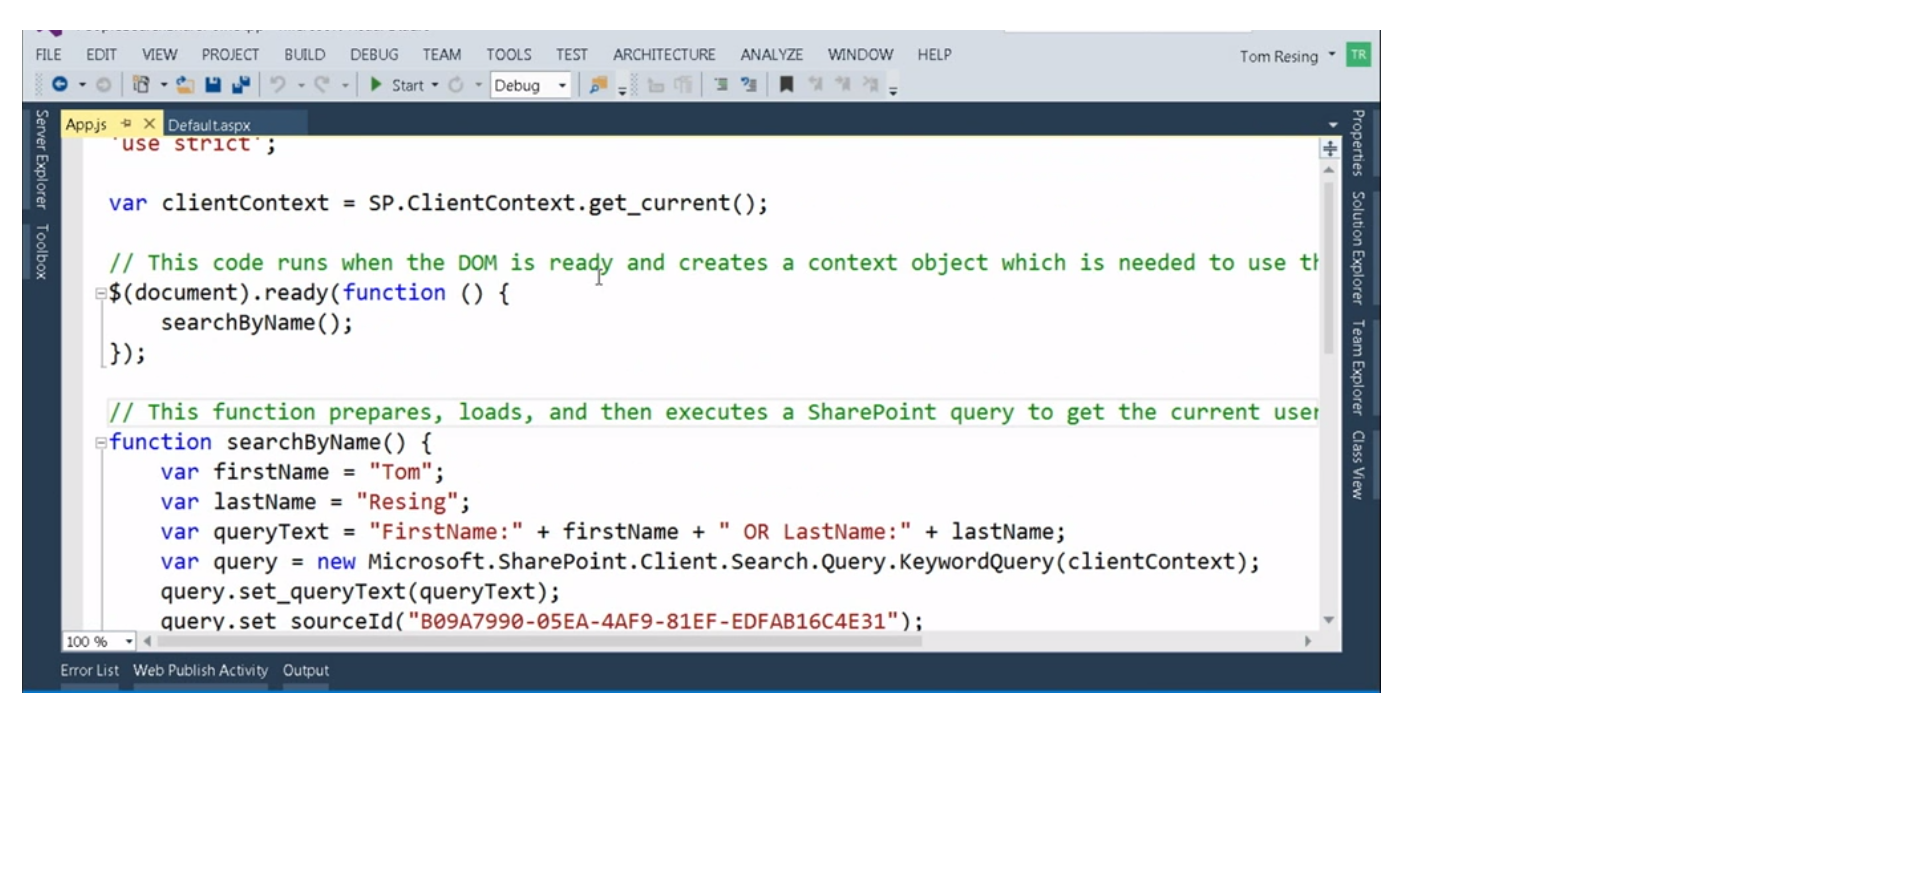 FILE EDIT VIEW PROJECT BUILD DEBUG TEAM TOOLS TEST ARCHITECTURE ANALYZE WINDOW HELP Tom Resing TR
Start Debug
App.js Default.aspx
Server Explorer
Toolbox
'use strict';
var clientContext = SP.ClientContext.get_current();
// This code runs when the DOM is ready and creates a context object which is needed to use th
$(document).ready(function () {
searchByName();
});
// This function prepares, loads, and then executes a SharePoint query to get the current user
function searchByName() {
var firstName = "Tom";
var lastName = "Resing";
var queryText = "FirstName:" + firstName + " OR LastName:" + lastName;
var query = new Microsoft.SharePoint.Client.Search.Query.KeywordQuery(clientContext);
query.set_queryText(queryText);
query.set_sourceId("B09A7990-05EA-4AF9-81EF-EDFAB16C4E31");
100 %
Error List Web Publish Activity Output
Properties
Solution Explorer
Team Explorer
Class View